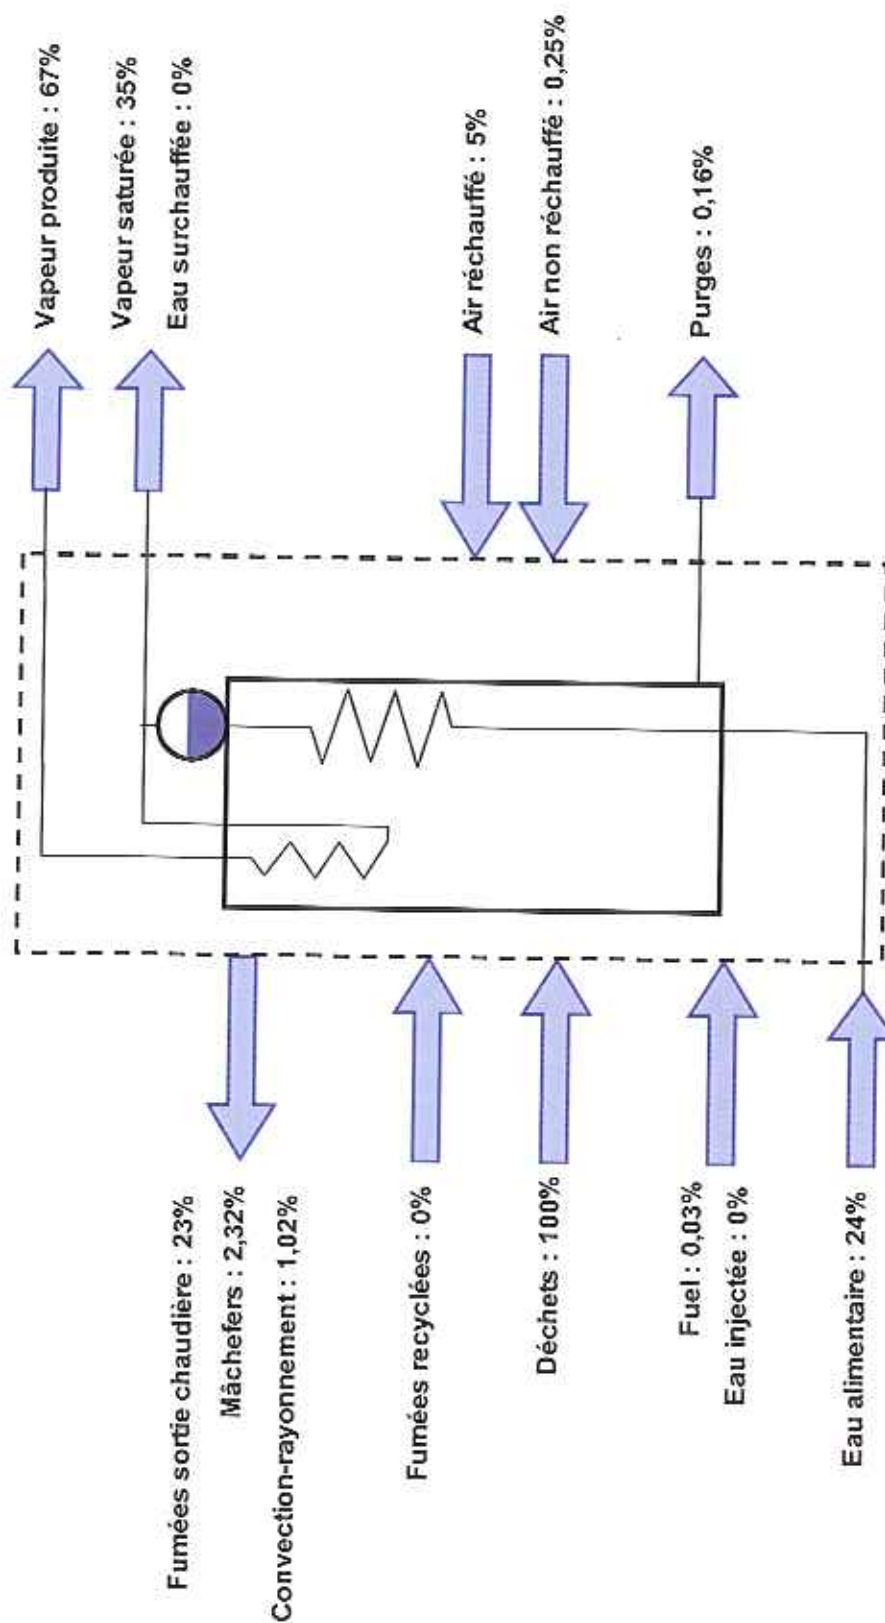 Vapeur produite : 67%
Vapeur saturée : 35%
Eau surchauffée : 0%
Air réchauffé : 5%
Air non réchauffé : 0,25%
Purges : 0,16%
Fumées sortie chaudière : 23%
Mâchefers : 2,32%
Convection-rayonnement : 1,02%
Fumées recyclées : 0%
Déchets : 100%
Fuel : 0,03%
Eau injectée : 0%
Eau alimentaire : 24%